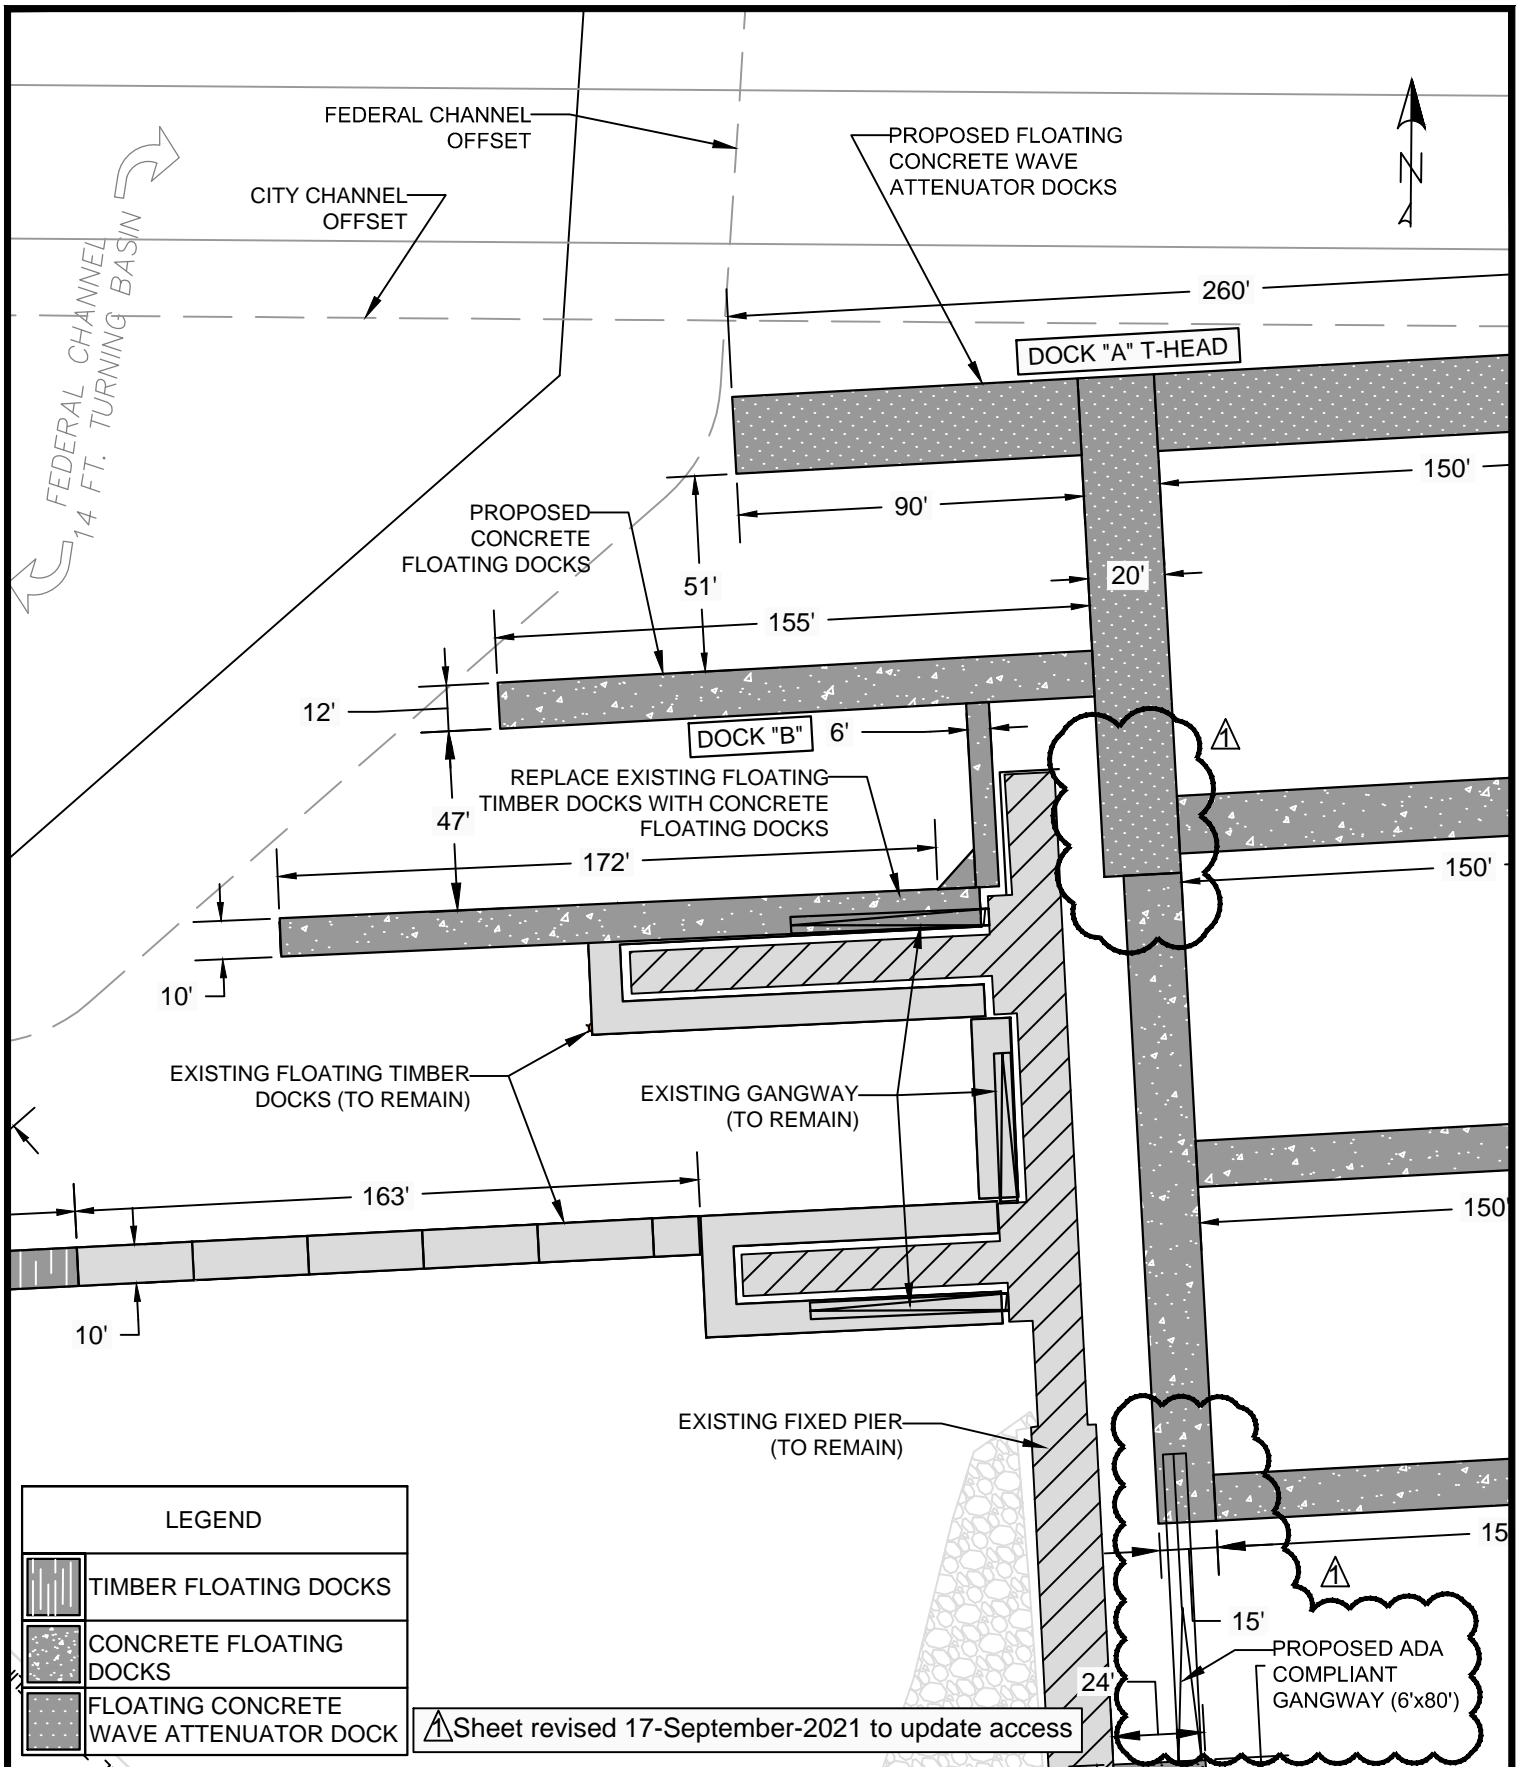 FEDERAL CHANNEL
OFFSET
CITY CHANNEL
OFFSET
PROPOSED FLOATING
CONCRETE WAVE
ATTENUATOR DOCKS
N
FEDERAL CHANNEL
14 FT. TURNING BASIN
260'
DOCK "A" T-HEAD
150'
90'
PROPOSED
CONCRETE
FLOATING DOCKS
51'
20'
155'
12'
DOCK "B"
6'
1
REPLACE EXISTING FLOATING
TIMBER DOCKS WITH CONCRETE
FLOATING DOCKS
47'
172'
150'
10'
EXISTING FLOATING TIMBER
DOCKS (TO REMAIN)
EXISTING GANGWAY
(TO REMAIN)
163'
150'
10'
EXISTING FIXED PIER
(TO REMAIN)
15
1
15'
PROPOSED ADA
COMPLIANT
GANGWAY (6'x80')
24'
LEGEND
TIMBER FLOATING DOCKS
CONCRETE FLOATING
DOCKS
FLOATING CONCRETE
WAVE ATTENUATOR DOCK
1 Sheet revised 17-September-2021 to update access